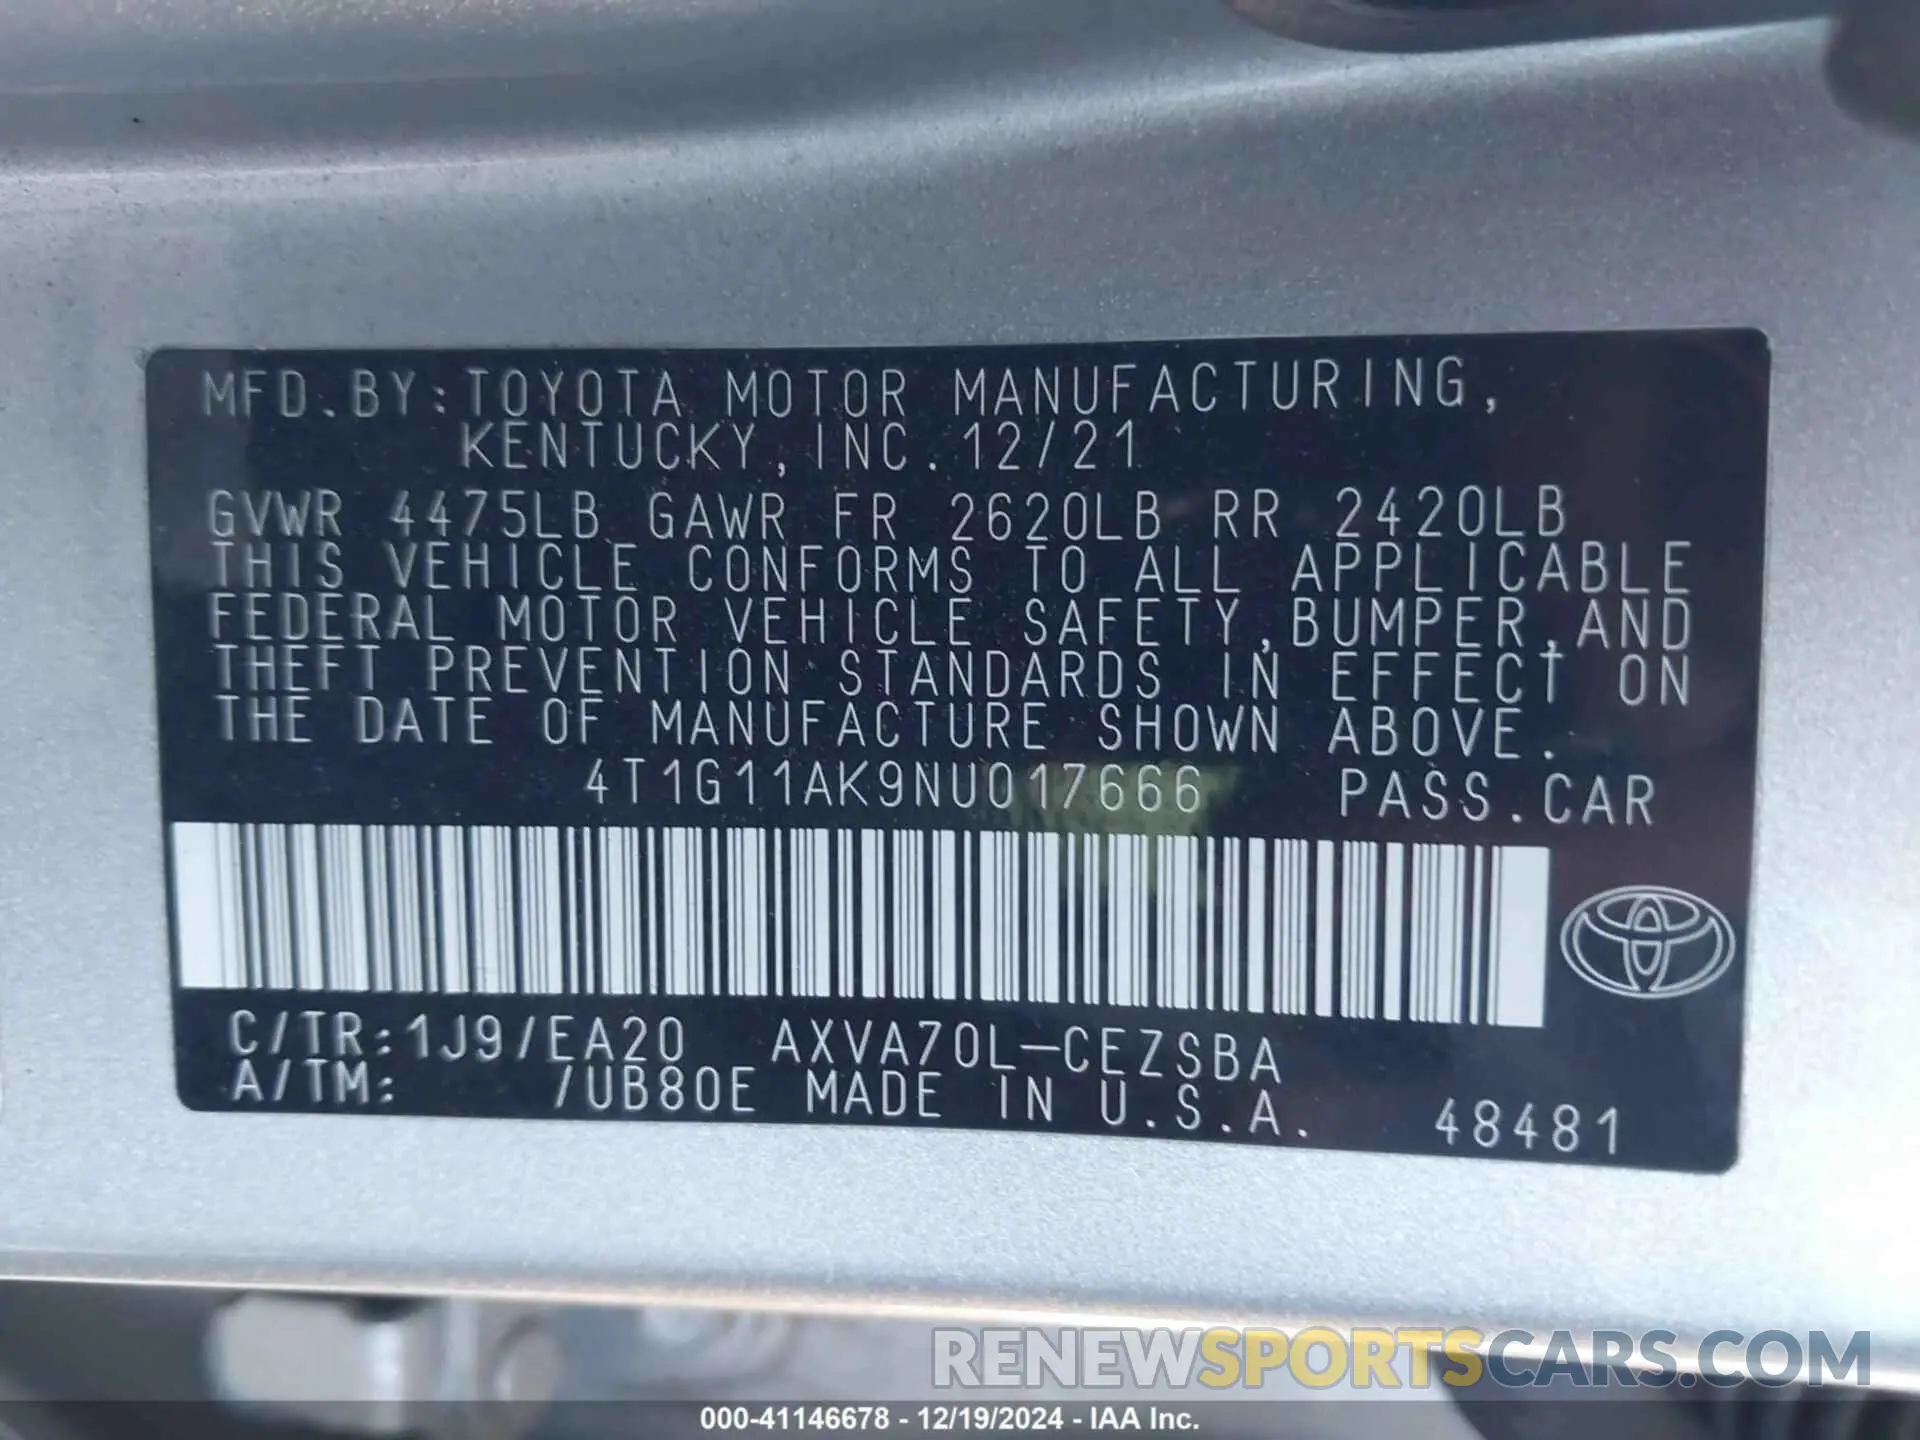 MFD.BY:TOYOTA MOTOR MANUFACTURING,
KENTUCKY,INC.12/21
GVWR 4475LB GAWR FR 2620LB RR 2420LB
THIS VEHICLE CONFORMS TO ALL APPLICABLE
FEDERAL MOTOR VEHICLE SAFETY,BUMPER,AND
THEFT PREVENTION STANDARDS IN EFFECT ON
THE DATE OF MANUFACTURE SHOWN ABOVE.
4T1G11AK9NU017666 PASS.CAR
C/TR:1J9/EA20 AXVA70L-CEZSBA
A/TM: /UB80E MADE IN U.S.A. 48481
RENEWSPORTSCARS.COM
000-41146678 - 12/19/2024 - IAA Inc.